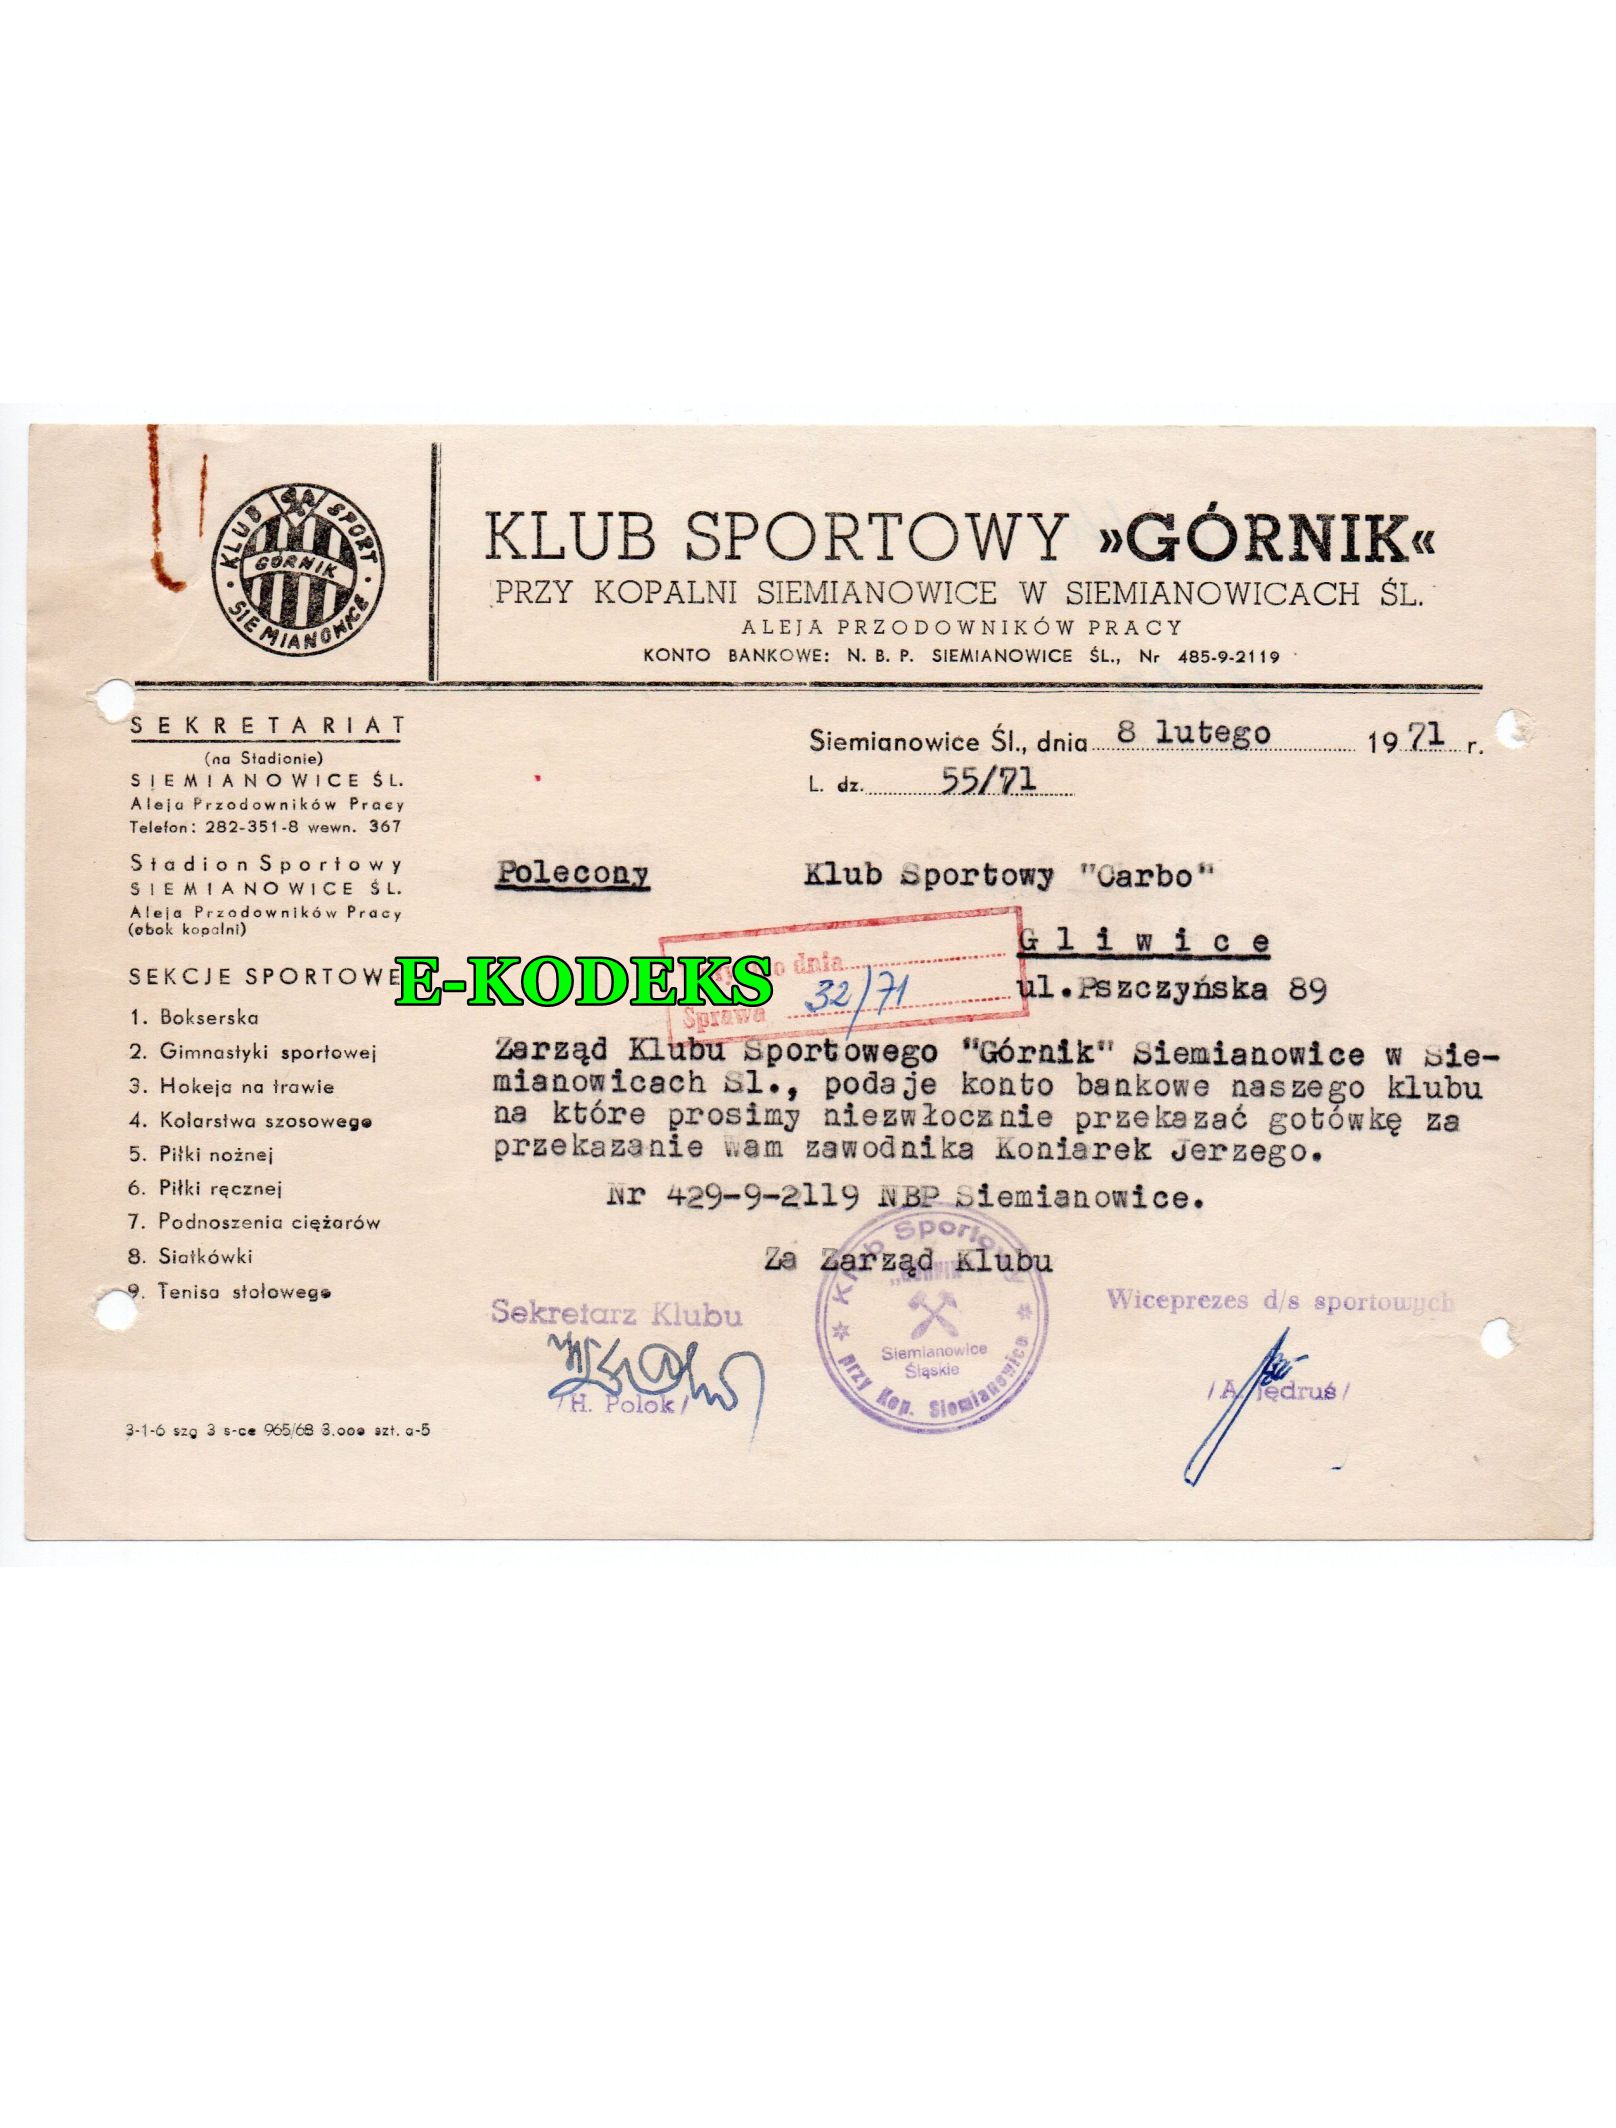 KLUB SPORT
GÓRNIK
SIEMIANOWICE
KLUB SPORTOWY »GÓRNIK«
PRZY KOPALNI SIEMIANOWICE W SIEMIANOWICACH ŚL.
ALEJA PRZODOWNIKÓW PRACY
KONTO BANKOWE: N. B. P. SIEMIANOWICE ŚL., Nr 485-9-2119
SEKRETARIAT
(na Stadionie)
SIEMIANOWICE ŚL.
Aleja Przodowników Pracy
Telefon: 282-351-8 wewn. 367
Stadion Sportowy
SIEMIANOWICE ŚL.
Aleja Przodowników Pracy
(obok kopalni)
SEKCJE SPORTOWE
1. Bokserska
2. Gimnastyki sportowej
3. Hokeja na trawie
4. Kolarstwa szosowego
5. Piłki nożnej
6. Piłki ręcznej
7. Podnoszenia ciężarów
8. Siatkówki
9. Tenisa stołowego
3-1-6 szg 3 s-ce 965/68 3.000 szt. a-5
Siemianowice Śl., dnia 8 lutego 1971 r.
L. dz. 55/71
Polecony Klub Sportowy "Carbo"
Gliwice
ul.Pszczyńska 89
E-KODEKS
dnia
Sprawa 32/71
Zarząd Klubu Sportowego "Górnik" Siemianowice w Sie-
mianowicach Sl., podaje konto bankowe naszego klubu
na które prosimy niezwłocznie przekazać gotówkę za
przekazanie Wam zawodnika Koniarek Jerzego.
Nr 429-9-2119 NBP Siemianowice.
Za Zarząd Klubu
Sekretarz Klubu
/H. Polok/
Klub Sportowy
"GÓRNIK"
Siemianowice
Śląskie
przy Kop. Siemianowice
Wiceprezes d/s sportowych
/A. Jędruś/